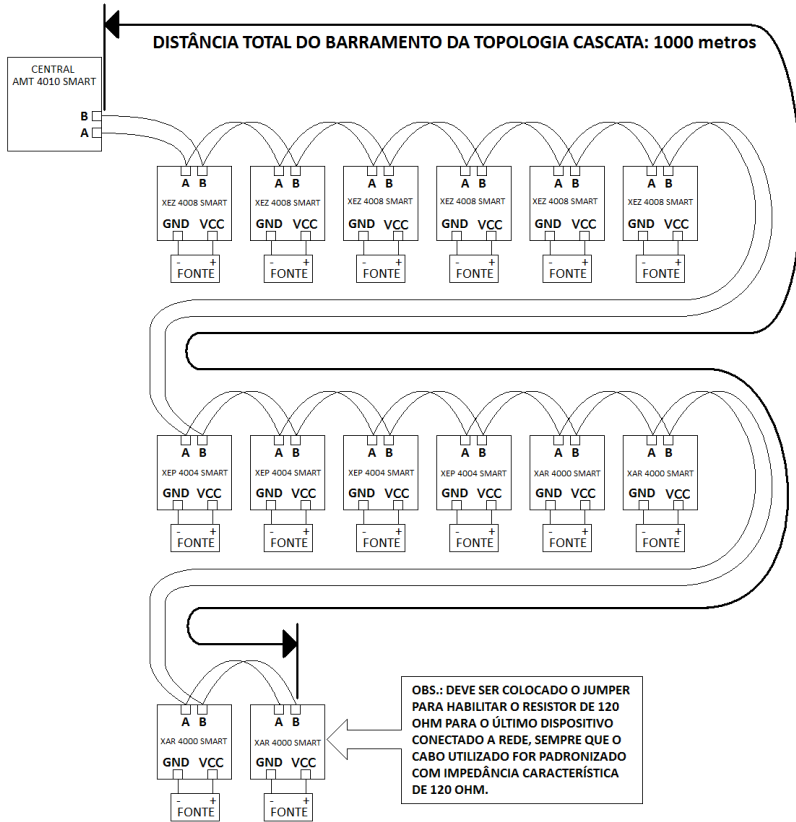 DISTÂNCIA TOTAL DO BARRAMENTO DA TOPOLOGIA CASCATA: 1000 metros
CENTRAL
AMT 4010 SMART
B
A
A B A B A B A B A B A B
XEZ 4008 SMART XEZ 4008 SMART XEZ 4008 SMART XEZ 4008 SMART XEZ 4008 SMART XEZ 4008 SMART
GND VCC GND VCC GND VCC GND VCC GND VCC GND VCC
- + - + - + - + - + - +
FONTE FONTE FONTE FONTE FONTE FONTE
A B A B A B A B A B A B
XEP 4004 SMART XEP 4004 SMART XEP 4004 SMART XEP 4004 SMART XAR 4000 SMART XAR 4000 SMART
GND VCC GND VCC GND VCC GND VCC GND VCC GND VCC
- + - + - + - + - + - +
FONTE FONTE FONTE FONTE FONTE FONTE
A B A B
XAR 4000 SMART XAR 4000 SMART
GND VCC GND VCC
- + - +
FONTE FONTE
OBS.: DEVE SER COLOCADO O JUMPER
PARA HABILITAR O RESISTOR DE 120
OHM PARA O ÚLTIMO DISPOSITIVO
CONECTADO A REDE, SEMPRE QUE O
CABO UTILIZADO FOR PADRONIZADO
COM IMPEDÂNCIA CARACTERÍSTICA
DE 120 OHM.